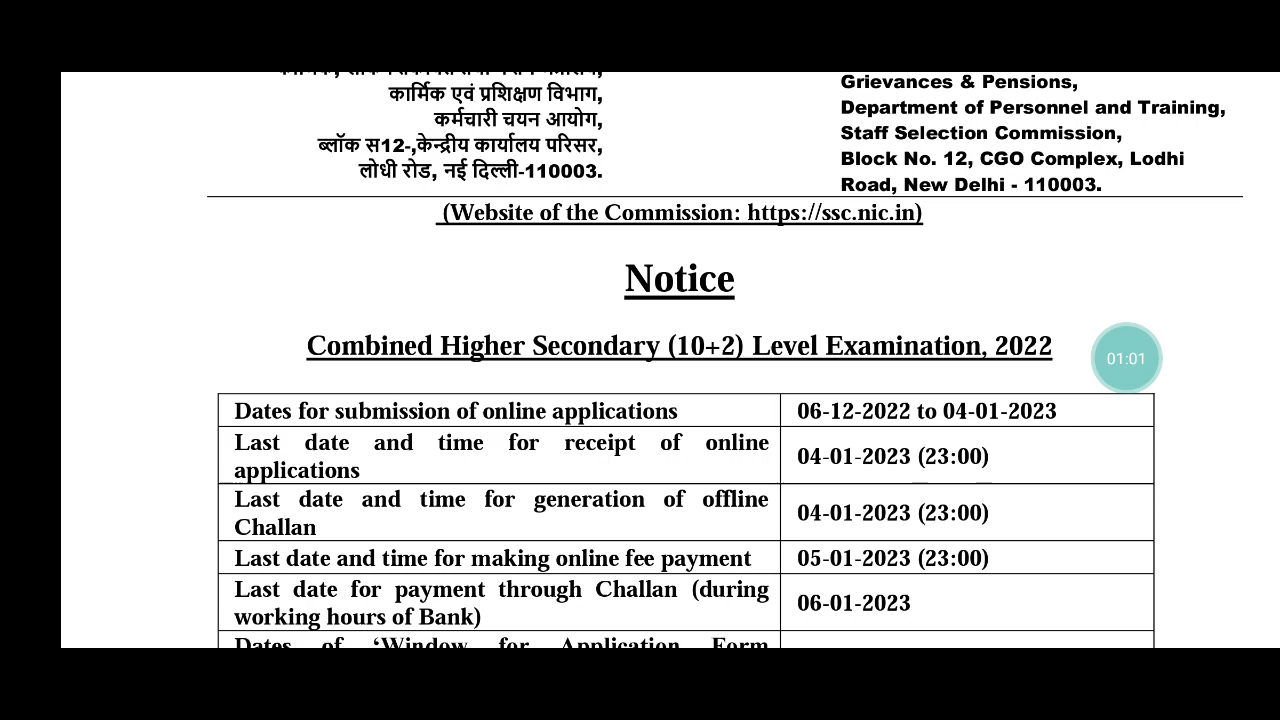 कार्मिक एवं प्रशिक्षण विभाग,
कर्मचारी चयन आयोग,
ब्लॉक स12-,केन्द्रीय कार्यालय परिसर,
लोधी रोड, नई दिल्ली-110003.
Grievances & Pensions,
Department of Personnel and Training,
Staff Selection Commission,
Block No. 12, CGO Complex, Lodhi
Road, New Delhi - 110003.
(Website of the Commission: https://ssc.nic.in)
Notice
Combined Higher Secondary (10+2) Level Examination, 2022
01:01
Dates for submission of online applications 06-12-2022 to 04-01-2023
Last date and time for receipt of online
applications 04-01-2023 (23:00)
Last date and time for generation of offline
Challan 04-01-2023 (23:00)
Last date and time for making online fee payment 05-01-2023 (23:00)
Last date for payment through Challan (during
working hours of Bank) 06-01-2023
Dates of ‘Window for Application Form